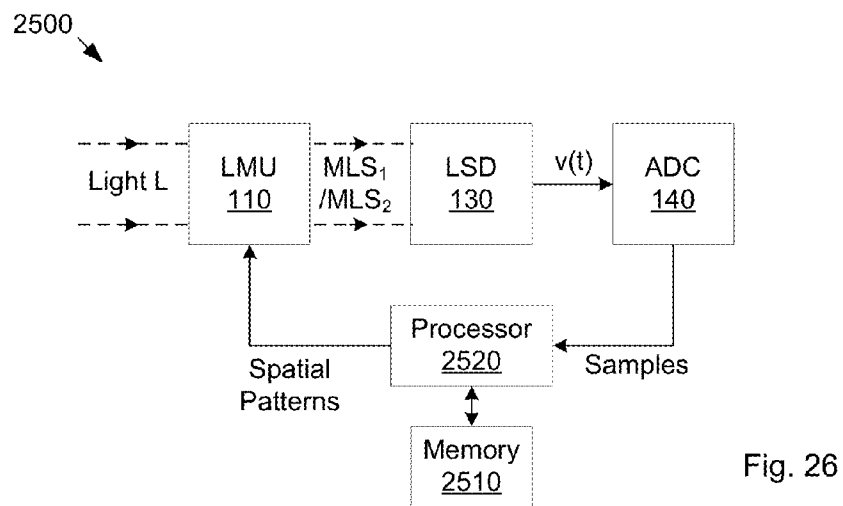 2500
Light L
LMU
110
MLS₁
/MLS₂
LSD
130
v(t)
ADC
140
Processor
2520
Spatial
Patterns
Samples
Memory
2510
Fig. 26